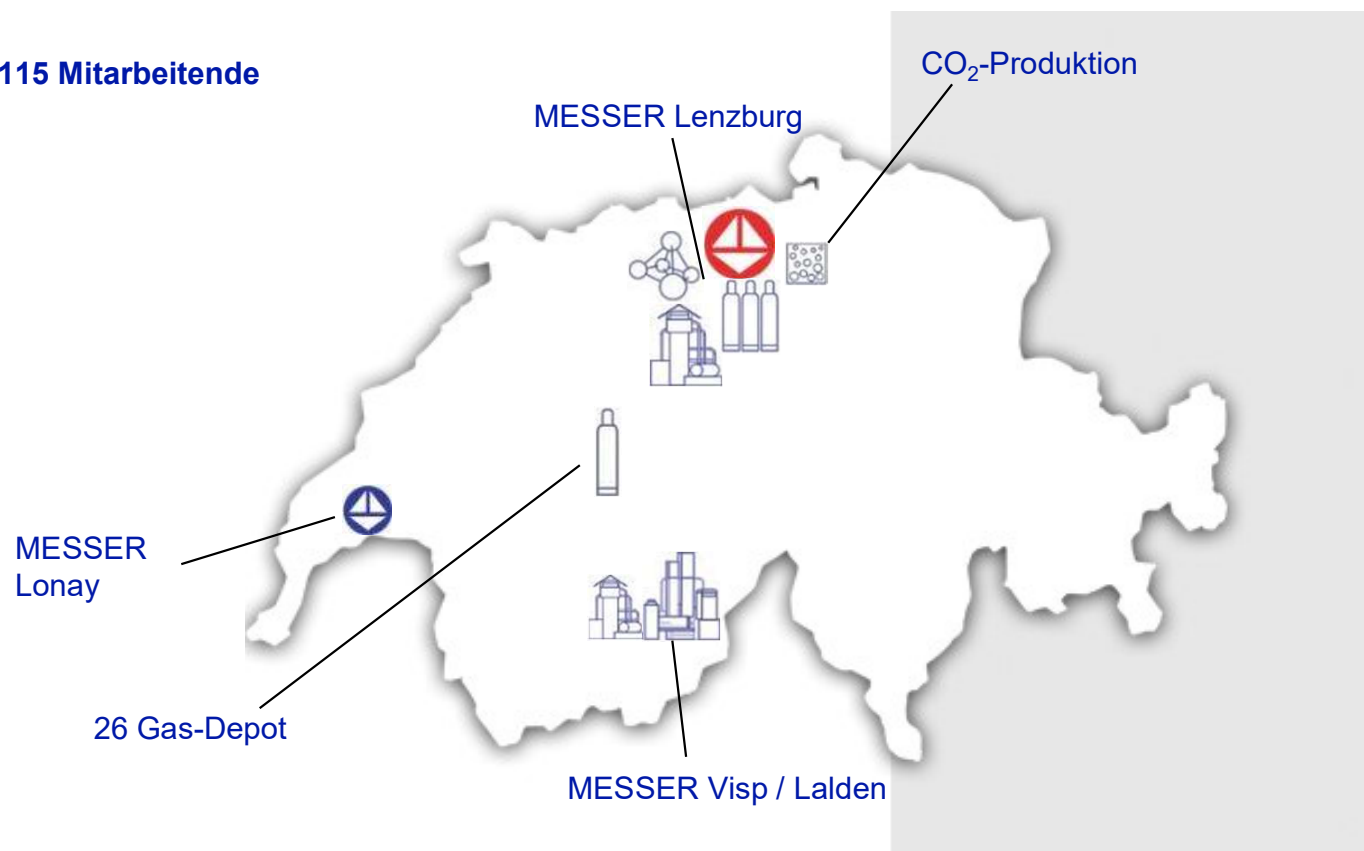 115 Mitarbeitende
CO₂-Produktion
MESSER Lenzburg
MESSER
Lonay
26 Gas-Depot
MESSER Visp / Lalden